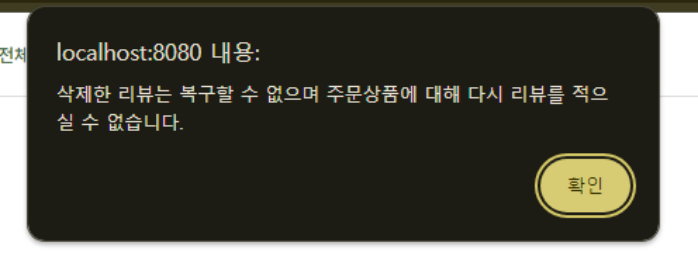 전체
localhost:8080 내용:
삭제한 리뷰는 복구할 수 없으며 주문상품에 대해 다시 리뷰를 적으
실 수 없습니다.
확인